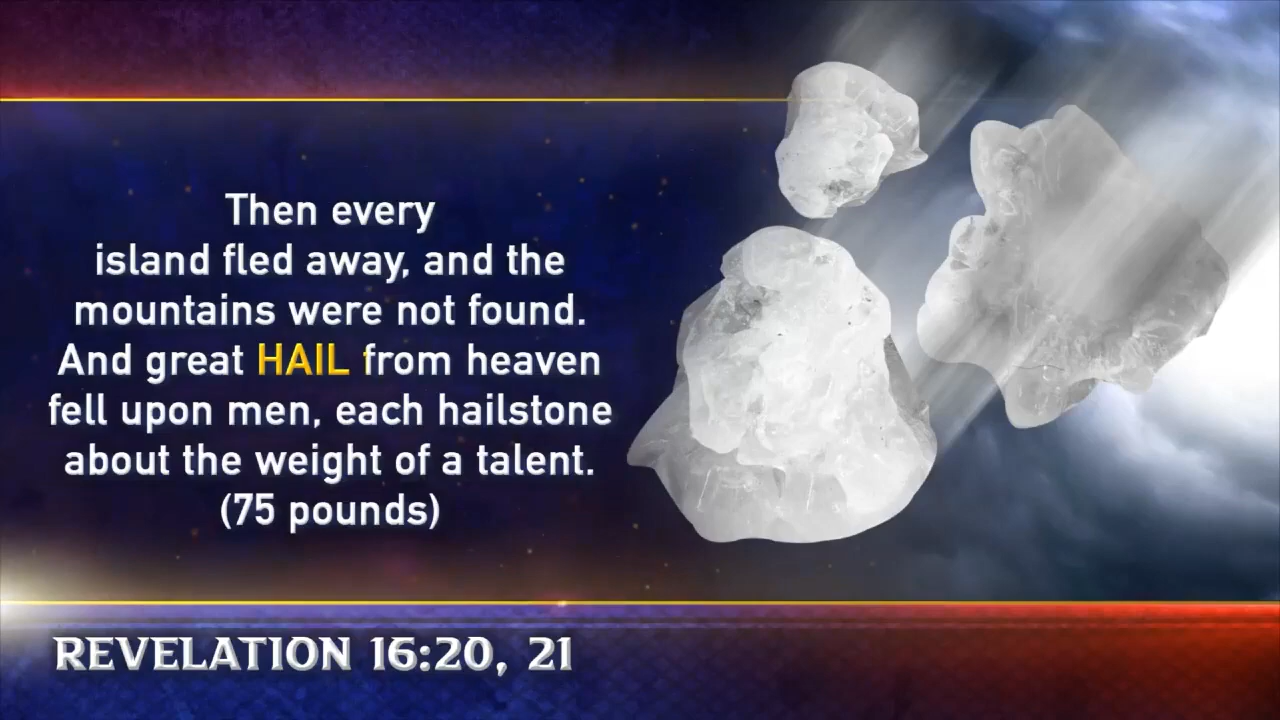 Then every
island fled away, and the
mountains were not found.
And great HAIL from heaven
fell upon men, each hailstone
about the weight of a talent.
(75 pounds)
REVELATION 16:20, 21